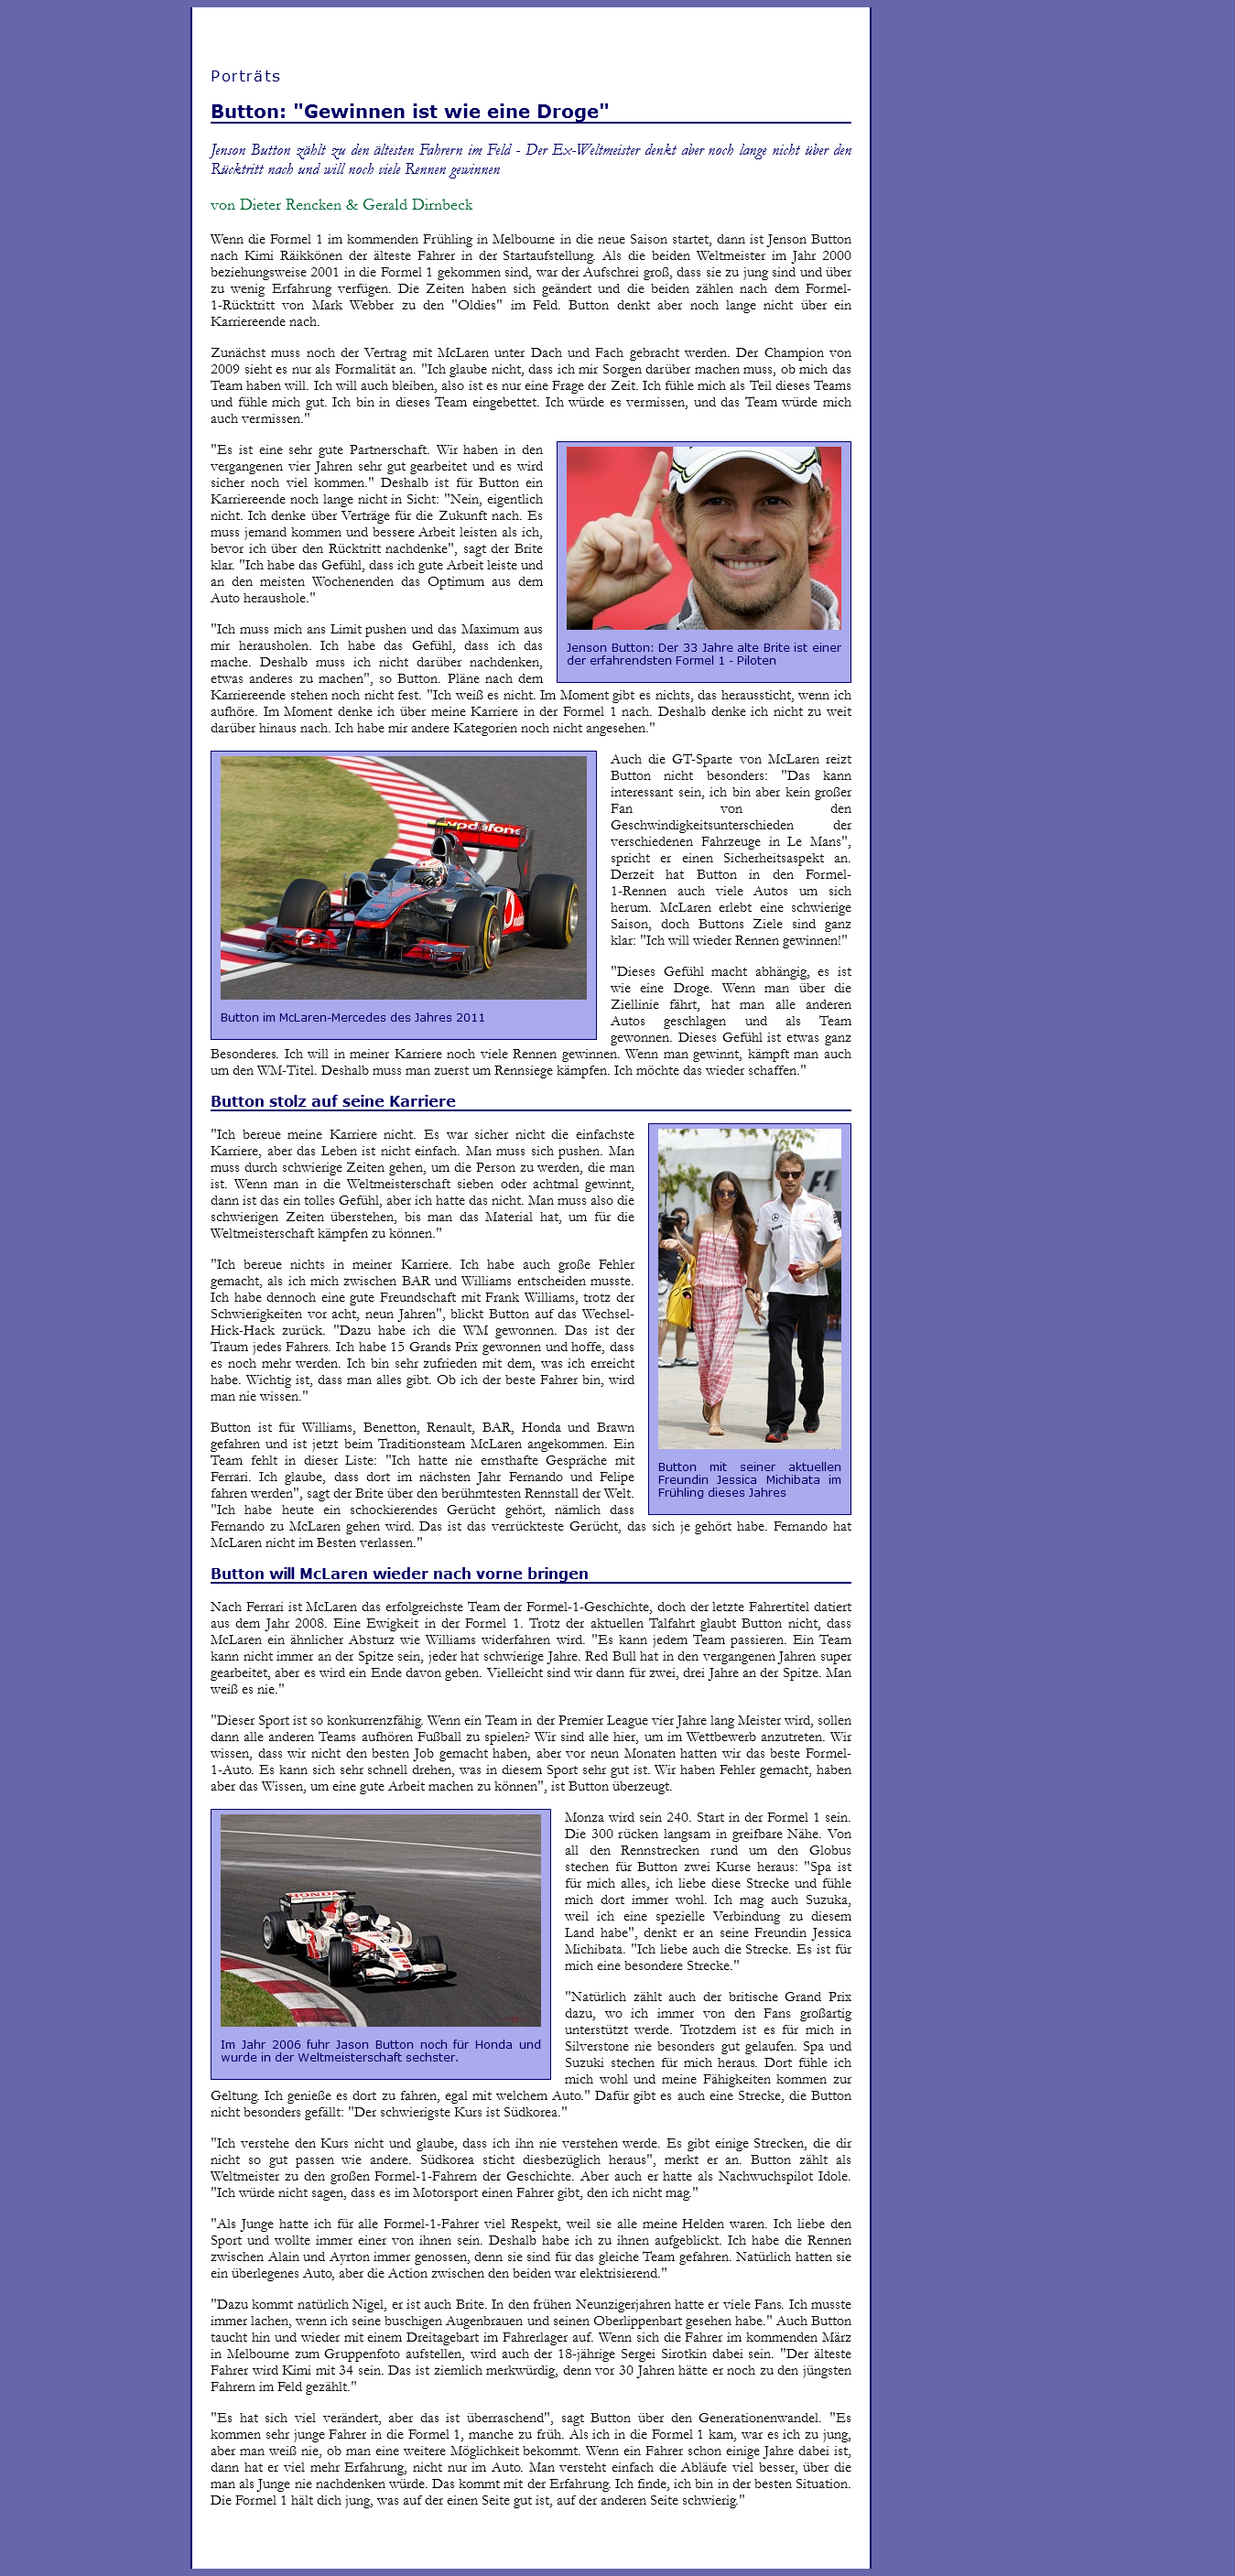 Porträts
Button: "Gewinnen ist wie eine Droge"
Jenson Button zählt zu den ältesten Fahrern im Feld - Der Ex-Weltmeister denkt aber noch lange nicht über den
Rücktritt nach und will noch viele Rennen gewinnen
von Dieter Rencken & Gerald Dirnbeck
Wenn die Formel 1 im kommenden Frühling in Melbourne in die neue Saison startet, dann ist Jenson Button
nach Kimi Räikkönen der älteste Fahrer in der Startaufstellung. Als die beiden Weltmeister im Jahr 2000
beziehungsweise 2001 in die Formel 1 gekommen sind, war der Aufschrei groß, dass sie zu jung sind und über
zu wenig Erfahrung verfügen. Die Zeiten haben sich geändert und die beiden zählen nach dem Formel-
1-Rücktritt von Mark Webber zu den "Oldies" im Feld. Button denkt aber noch lange nicht über ein
Karriereende nach.
Zunächst muss noch der Vertrag mit McLaren unter Dach und Fach gebracht werden. Der Champion von
2009 sieht es nur als Formalität an. "Ich glaube nicht, dass ich mir Sorgen darüber machen muss, ob mich das
Team haben will. Ich will auch bleiben, also ist es nur eine Frage der Zeit. Ich fühle mich als Teil dieses Teams
und fühle mich gut. Ich bin in dieses Team eingebettet. Ich würde es vermissen, und das Team würde mich
auch vermissen."
"Es ist eine sehr gute Partnerschaft. Wir haben in den
vergangenen vier Jahren sehr gut gearbeitet und es wird
sicher noch viel kommen." Deshalb ist für Button ein
Karriereende noch lange nicht in Sicht: "Nein, eigentlich
nicht. Ich denke über Verträge für die Zukunft nach. Es
muss jemand kommen und bessere Arbeit leisten als ich,
bevor ich über den Rücktritt nachdenke", sagt der Brite
klar. "Ich habe das Gefühl, dass ich gute Arbeit leiste und
an den meisten Wochenenden das Optimum aus dem
Auto heraushole."
Jenson Button: Der 33 Jahre alte Brite ist einer
der erfahrendsten Formel 1 - Piloten
"Ich muss mich ans Limit pushen und das Maximum aus
mir herausholen. Ich habe das Gefühl, dass ich das
mache. Deshalb muss ich nicht darüber nachdenken,
etwas anderes zu machen", so Button. Pläne nach dem
Karriereende stehen noch nicht fest. "Ich weiß es nicht. Im Moment gibt es nichts, das heraussticht, wenn ich
aufhöre. Im Moment denke ich über meine Karriere in der Formel 1 nach. Deshalb denke ich nicht zu weit
darüber hinaus nach. Ich habe mir andere Kategorien noch nicht angesehen."
vodafone
Button im McLaren-Mercedes des Jahres 2011
Auch die GT-Sparte von McLaren reizt
Button nicht besonders: "Das kann
interessant sein, ich bin aber kein großer
Fan von den
Geschwindigkeitsunterschieden der
verschiedenen Fahrzeuge in Le Mans",
spricht er einen Sicherheitsaspekt an.
Derzeit hat Button in den Formel-
1-Rennen auch viele Autos um sich
herum. McLaren erlebt eine schwierige
Saison, doch Buttons Ziele sind ganz
klar: "Ich will wieder Rennen gewinnen!"
"Dieses Gefühl macht abhängig, es ist
wie eine Droge. Wenn man über die
Ziellinie fährt, hat man alle anderen
Autos geschlagen und als Team
gewonnen. Dieses Gefühl ist etwas ganz
Besonderes. Ich will in meiner Karriere noch viele Rennen gewinnen. Wenn man gewinnt, kämpft man auch
um den WM-Titel. Deshalb muss man zuerst um Rennsiege kämpfen. Ich möchte das wieder schaffen."
Button stolz auf seine Karriere
"Ich bereue meine Karriere nicht. Es war sicher nicht die einfachste
Karriere, aber das Leben ist nicht einfach. Man muss sich pushen. Man
muss durch schwierige Zeiten gehen, um die Person zu werden, die man
ist. Wenn man in die Weltmeisterschaft sieben oder achtmal gewinnt,
dann ist das ein tolles Gefühl, aber ich hatte das nicht. Man muss also die
schwierigen Zeiten überstehen, bis man das Material hat, um für die
Weltmeisterschaft kämpfen zu können."
"Ich bereue nichts in meiner Karriere. Ich habe auch große Fehler
gemacht, als ich mich zwischen BAR und Williams entscheiden musste.
Ich habe dennoch eine gute Freundschaft mit Frank Williams, trotz der
Schwierigkeiten vor acht, neun Jahren", blickt Button auf das Wechsel-
Hick-Hack zurück. "Dazu habe ich die WM gewonnen. Das ist der
Traum jedes Fahrers. Ich habe 15 Grands Prix gewonnen und hoffe, dass
es noch mehr werden. Ich bin sehr zufrieden mit dem, was ich erreicht
habe. Wichtig ist, dass man alles gibt. Ob ich der beste Fahrer bin, wird
man nie wissen."
Button mit seiner aktuellen
Freundin Jessica Michibata im
Frühling dieses Jahres
Button ist für Williams, Benetton, Renault, BAR, Honda und Brawn
gefahren und ist jetzt beim Traditionsteam McLaren angekommen. Ein
Team fehlt in dieser Liste: "Ich hatte nie ernsthafte Gespräche mit
Ferrari. Ich glaube, dass dort im nächsten Jahr Fernando und Felipe
fahren werden", sagt der Brite über den berühmtesten Rennstall der Welt.
"Ich habe heute ein schockierendes Gerücht gehört, nämlich dass
Fernando zu McLaren gehen wird. Das ist das verrückteste Gerücht, das sich je gehört habe. Fernando hat
McLaren nicht im Besten verlassen."
Button will McLaren wieder nach vorne bringen
Nach Ferrari ist McLaren das erfolgreichste Team der Formel-1-Geschichte, doch der letzte Fahrertitel datiert
aus dem Jahr 2008. Eine Ewigkeit in der Formel 1. Trotz der aktuellen Talfahrt glaubt Button nicht, dass
McLaren ein ähnlicher Absturz wie Williams widerfahren wird. "Es kann jedem Team passieren. Ein Team
kann nicht immer an der Spitze sein, jeder hat schwierige Jahre. Red Bull hat in den vergangenen Jahren super
gearbeitet, aber es wird ein Ende davon geben. Vielleicht sind wir dann für zwei, drei Jahre an der Spitze. Man
weiß es nie."
"Dieser Sport ist so konkurrenzfähig. Wenn ein Team in der Premier League vier Jahre lang Meister wird, sollen
dann alle anderen Teams aufhören Fußball zu spielen? Wir sind alle hier, um im Wettbewerb anzutreten. Wir
wissen, dass wir nicht den besten Job gemacht haben, aber vor neun Monaten hatten wir das beste Formel-
1-Auto. Es kann sich sehr schnell drehen, was in diesem Sport sehr gut ist. Wir haben Fehler gemacht, haben
aber das Wissen, um eine gute Arbeit machen zu können", ist Button überzeugt.
HONDA
Im Jahr 2006 fuhr Jason Button noch für Honda und
wurde in der Weltmeisterschaft sechster.
Monza wird sein 240. Start in der Formel 1 sein.
Die 300 rücken langsam in greifbare Nähe. Von
all den Rennstrecken rund um den Globus
stechen für Button zwei Kurse heraus: "Spa ist
für mich alles, ich liebe diese Strecke und fühle
mich dort immer wohl. Ich mag auch Suzuka,
weil ich eine spezielle Verbindung zu diesem
Land habe", denkt er an seine Freundin Jessica
Michibata. "Ich liebe auch die Strecke. Es ist für
mich eine besondere Strecke."
"Natürlich zählt auch der britische Grand Prix
dazu, wo ich immer von den Fans großartig
unterstützt werde. Trotzdem ist es für mich in
Silverstone nie besonders gut gelaufen. Spa und
Suzuki stechen für mich heraus. Dort fühle ich
mich wohl und meine Fähigkeiten kommen zur
Geltung. Ich genieße es dort zu fahren, egal mit welchem Auto." Dafür gibt es auch eine Strecke, die Button
nicht besonders gefällt: "Der schwierigste Kurs ist Südkorea."
"Ich verstehe den Kurs nicht und glaube, dass ich ihn nie verstehen werde. Es gibt einige Strecken, die dir
nicht so gut passen wie andere. Südkorea sticht diesbezüglich heraus", merkt er an. Button zählt als
Weltmeister zu den großen Formel-1-Fahrern der Geschichte. Aber auch er hatte als Nachwuchspilot Idole.
"Ich würde nicht sagen, dass es im Motorsport einen Fahrer gibt, den ich nicht mag."
"Als Junge hatte ich für alle Formel-1-Fahrer viel Respekt, weil sie alle meine Helden waren. Ich liebe den
Sport und wollte immer einer von ihnen sein. Deshalb habe ich zu ihnen aufgeblickt. Ich habe die Rennen
zwischen Alain und Ayrton immer genossen, denn sie sind für das gleiche Team gefahren. Natürlich hatten sie
ein überlegenes Auto, aber die Action zwischen den beiden war elektrisierend."
"Dazu kommt natürlich Nigel, er ist auch Brite. In den frühen Neunzigerjahren hatte er viele Fans. Ich musste
immer lachen, wenn ich seine buschigen Augenbrauen und seinen Oberlippenbart gesehen habe." Auch Button
taucht hin und wieder mit einem Dreitagebart im Fahrerlager auf. Wenn sich die Fahrer im kommenden März
in Melbourne zum Gruppenfoto aufstellen, wird auch der 18-jährige Sergei Sirotkin dabei sein. "Der älteste
Fahrer wird Kimi mit 34 sein. Das ist ziemlich merkwürdig, denn vor 30 Jahren hätte er noch zu den jüngsten
Fahrern im Feld gezählt."
"Es hat sich viel verändert, aber das ist überraschend", sagt Button über den Generationenwandel. "Es
kommen sehr junge Fahrer in die Formel 1, manche zu früh. Als ich in die Formel 1 kam, war es ich zu jung,
aber man weiß nie, ob man eine weitere Möglichkeit bekommt. Wenn ein Fahrer schon einige Jahre dabei ist,
dann hat er viel mehr Erfahrung, nicht nur im Auto. Man versteht einfach die Abläufe viel besser, über die
man als Junge nie nachdenken würde. Das kommt mit der Erfahrung. Ich finde, ich bin in der besten Situation.
Die Formel 1 hält dich jung, was auf der einen Seite gut ist, auf der anderen Seite schwierig."